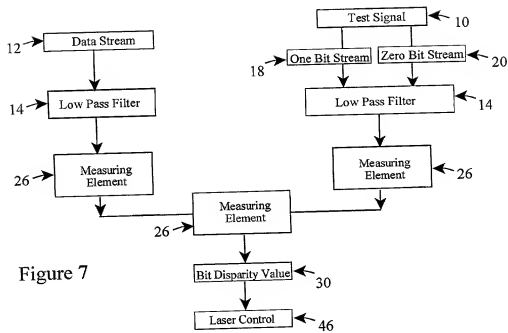 Test Signal
10
12
Data Stream
18
One Bit Stream
Zero Bit Stream
20
14
Low Pass Filter
Low Pass Filter
14
26
Measuring
Element
Measuring
Element
26
Measuring
Element
26
Figure 7
Bit Disparity Value
30
Laser Control
46